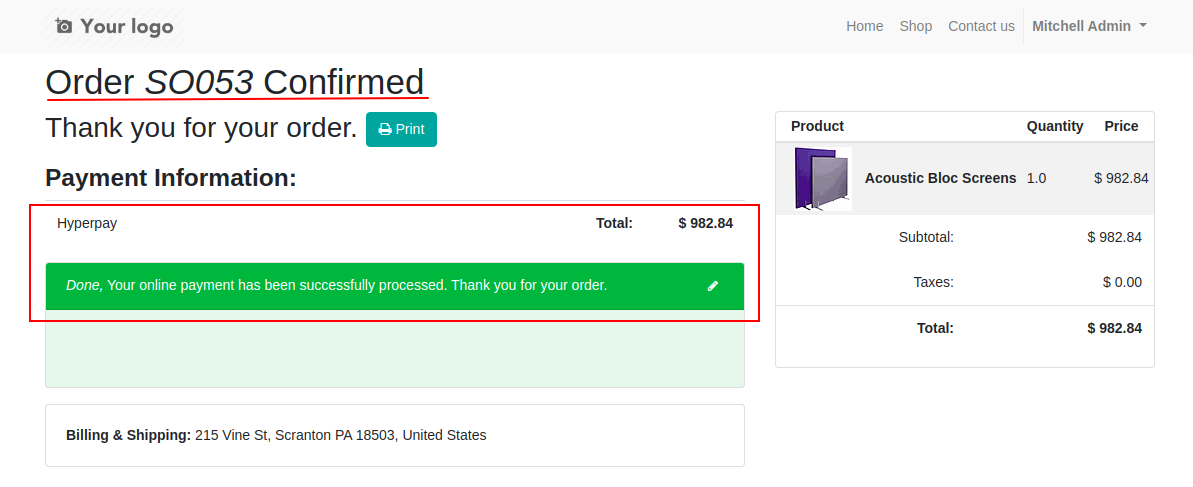 Your logo
Home Shop Contact us Mitchell Admin
Order SO053 Confirmed
Thank you for your order. Print
Payment Information:
Hyperpay Total: $ 982.84
Done, Your online payment has been successfully processed. Thank you for your order.
Billing & Shipping: 215 Vine St, Scranton PA 18503, United States
Product Quantity Price
Acoustic Bloc Screens 1.0 $ 982.84
Subtotal: $ 982.84
Taxes: $ 0.00
Total: $ 982.84